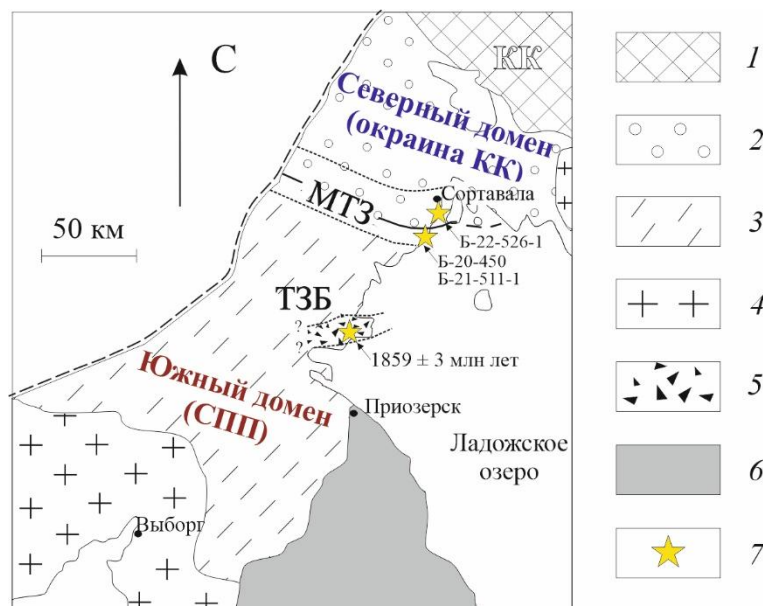 КК
С
Северный домен
(окраина КК)
МТЗ
Сортавала
50 км
Б-22-526-1
Б-20-450
Б-21-511-1
ТЗБ
?
?
1859 ± 3 млн лет
Южный домен
(СПП)
Приозерск
Ладожское
озеро
Выборг
1
2
3
4
5
6
7